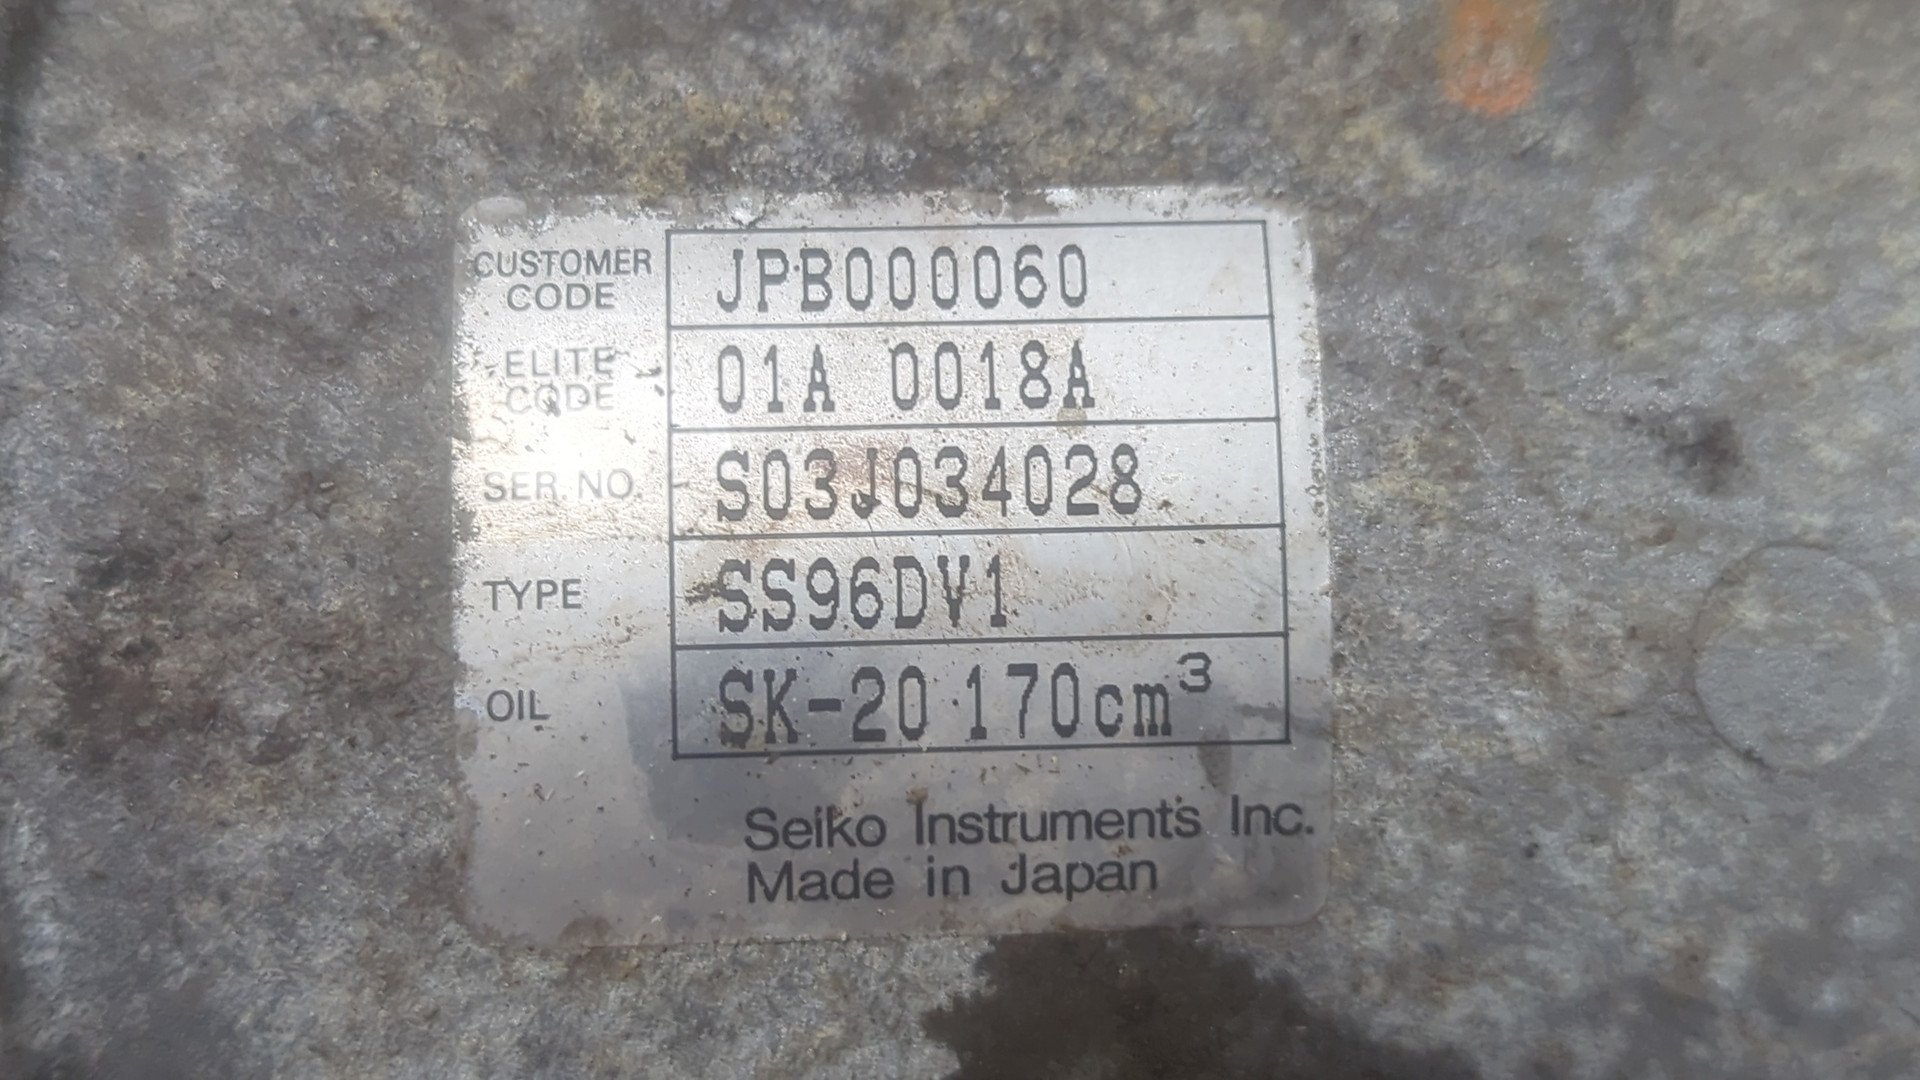 CUSTOMER CODE JPB000060
ELITE CODE 01A 0018A
SER. NO. S03J034028
TYPE SS96DV1
OIL SK-20 170cm³
Seiko Instruments Inc.
Made in Japan